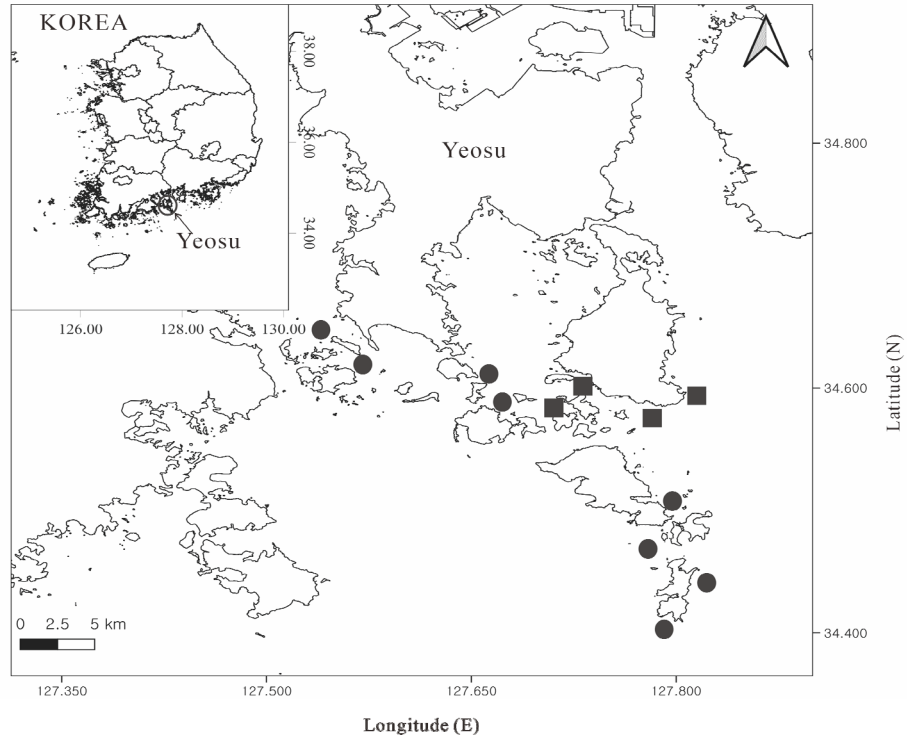 KOREA
38.00
36.00
34.00
Yeosu
126.00
128.00
130.00
Yeosu
34.800
34.600
34.400
Latitude (N)
0 2.5 5 km
127.350
127.500
127.650
127.800
Longitude (E)